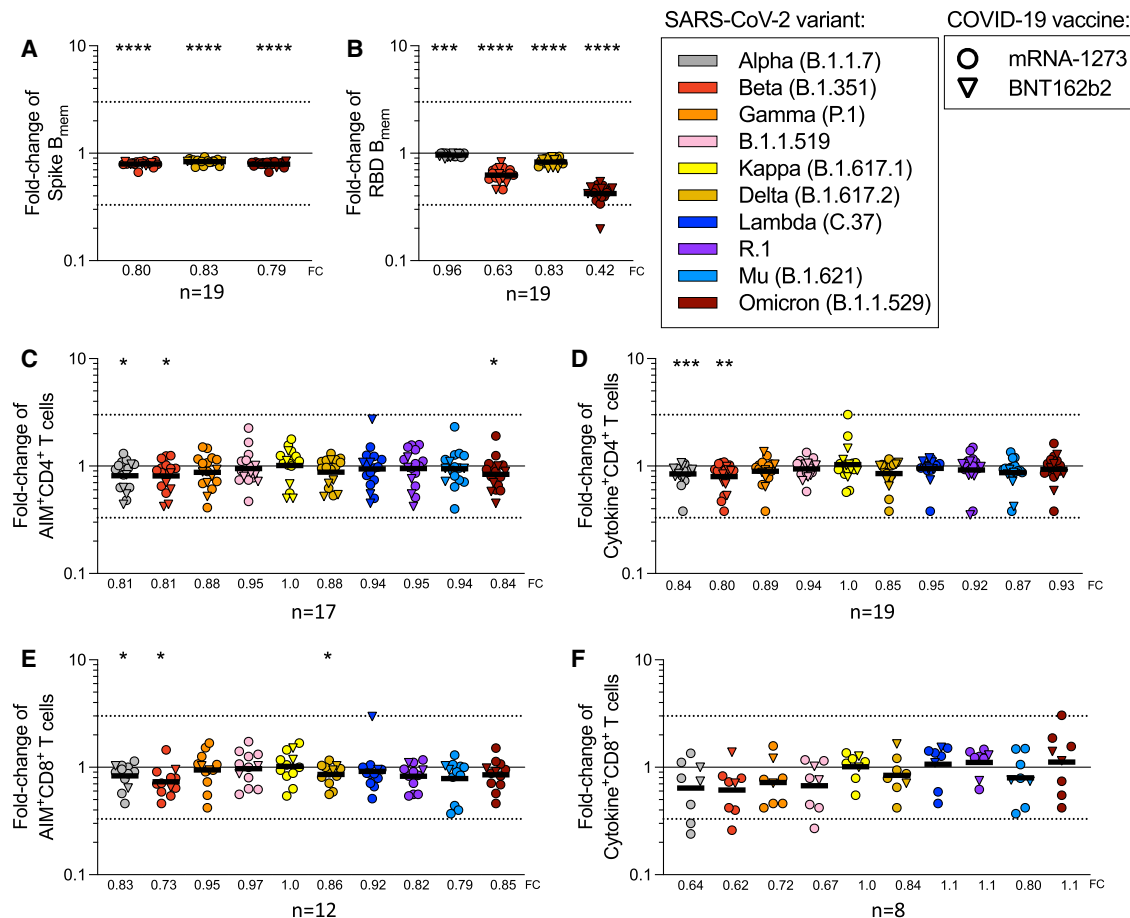 SARS-CoV-2 variant:
Alpha (B.1.1.7)
Beta (B.1.351)
Gamma (P.1)
B.1.1.519
Kappa (B.1.617.1)
Delta (B.1.617.2)
Lambda (C.37)
R.1
Mu (B.1.621)
Omicron (B.1.1.529)
COVID-19 vaccine:
mRNA-1273
BNT162b2
A
Fold-change of
Spike Bmem
10
1
0.1
**** **** ****
0.80 0.83 0.79 FC
n=19
B
Fold-change of
RBD Bmem
10
1
0.1
*** **** **** ****
0.96 0.63 0.83 0.42 FC
n=19
C
Fold-change of
AIM⁺CD4⁺ T cells
10
1
0.1
* * *
0.81 0.81 0.88 0.95 1.0 0.88 0.94 0.95 0.94 0.84 FC
n=17
D
Fold-change of
Cytokine⁺CD4⁺ T cells
10
1
0.1
*** **
0.84 0.80 0.89 0.94 1.0 0.85 0.95 0.92 0.87 0.93 FC
n=19
E
Fold-change of
AIM⁺CD8⁺ T cells
10
1
0.1
* * *
0.83 0.73 0.95 0.97 1.0 0.86 0.92 0.82 0.79 0.85 FC
n=12
F
Fold-change of
Cytokine⁺CD8⁺ T cells
10
1
0.1
0.64 0.62 0.72 0.67 1.0 0.84 1.1 1.1 0.80 1.1 FC
n=8